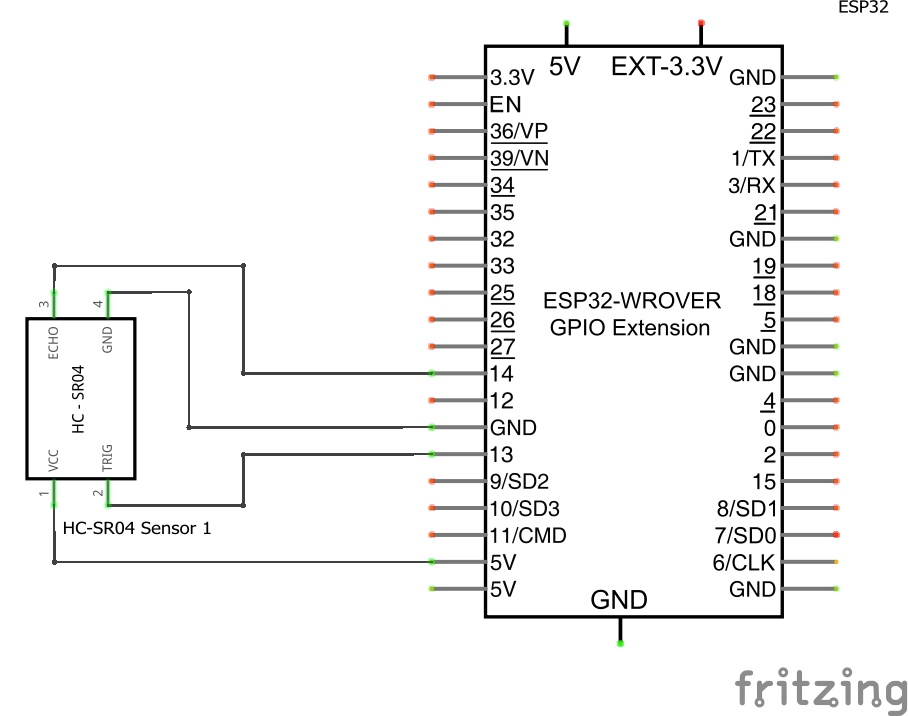 ESP32
5V
EXT-3.3V
3.3V
EN
36/VP
39/VN
34
35
32
33
25
26
27
14
12
GND
13
9/SD2
10/SD3
11/CMD
5V
5V
GND
23
22
1/TX
3/RX
21
GND
19
18
5
GND
GND
4
0
2
15
8/SD1
7/SD0
6/CLK
GND
ESP32-WROVER
GPIO Extension
GND
3
4
ECHO
GND
HC - SR04
VCC
TRIG
1
2
HC-SR04 Sensor 1
fritzing